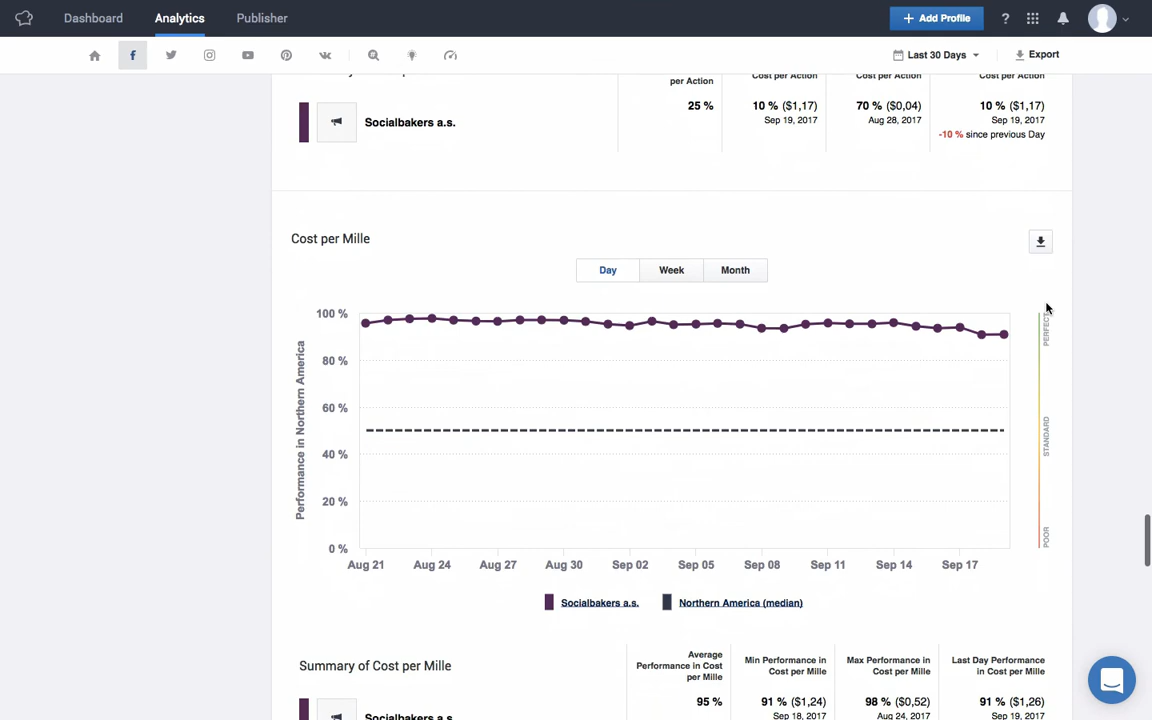 Dashboard
Analytics
Publisher
+ Add Profile
?
Last 30 Days
Export
per Action
Cost per Action
Cost per Action
Cost per Action
Socialbakers a.s.
25 %
10 % ($1,17)
Sep 19, 2017
70 % ($0,04)
Aug 28, 2017
10 % ($1,17)
Sep 19, 2017
-10 % since previous Day
Cost per Mille
Day
Week
Month
Performance in Northern America
100 %
80 %
60 %
40 %
20 %
0 %
PERFECT
STANDARD
POOR
Aug 21
Aug 24
Aug 27
Aug 30
Sep 02
Sep 05
Sep 08
Sep 11
Sep 14
Sep 17
Socialbakers a.s.
Northern America (median)
Summary of Cost per Mille
Average
Performance in Cost
per Mille
Min Performance in
Cost per Mille
Max Performance in
Cost per Mille
Last Day Performance
in Cost per Mille
Socialbakers a.s.
95 %
91 % ($1,24)
Sep 18, 2017
98 % ($0,52)
Aug 24, 2017
91 % ($1,26)
Sep 19, 2017